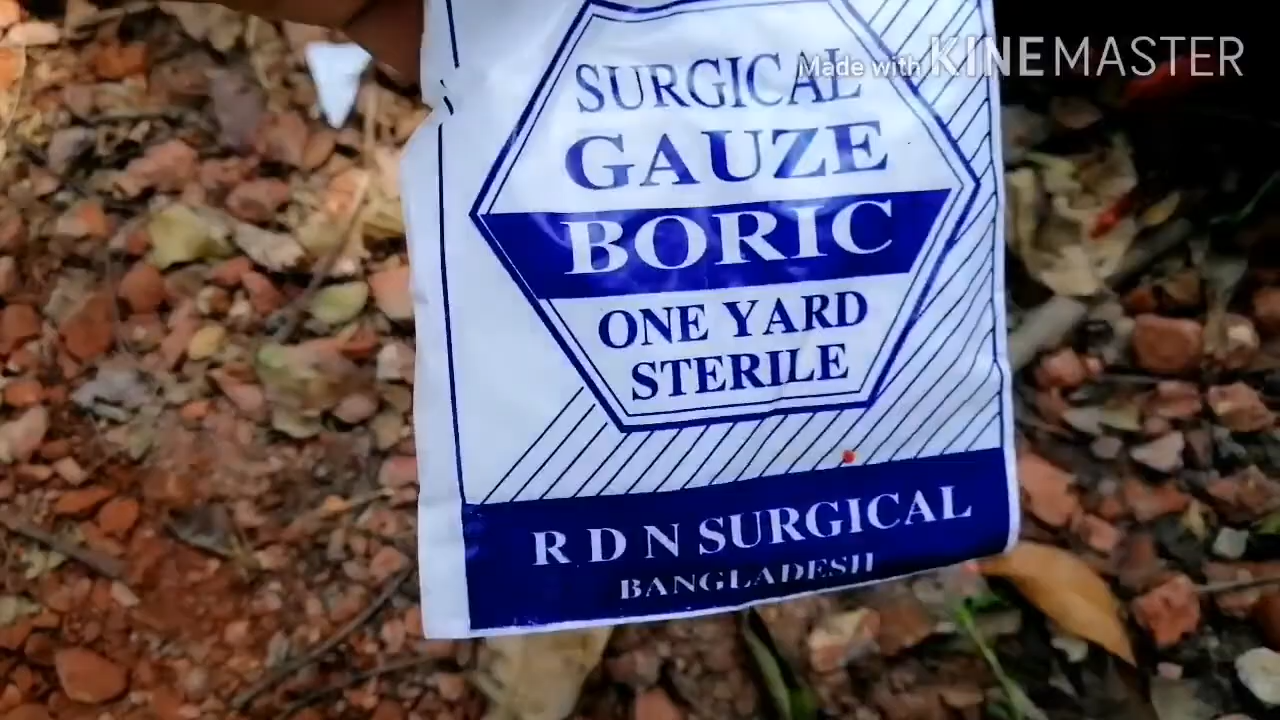 Made with KINEMASTER
SURGICAL
GAUZE
BORIC
ONE YARD
STERILE
R D N SURGICAL
BANGLADESH